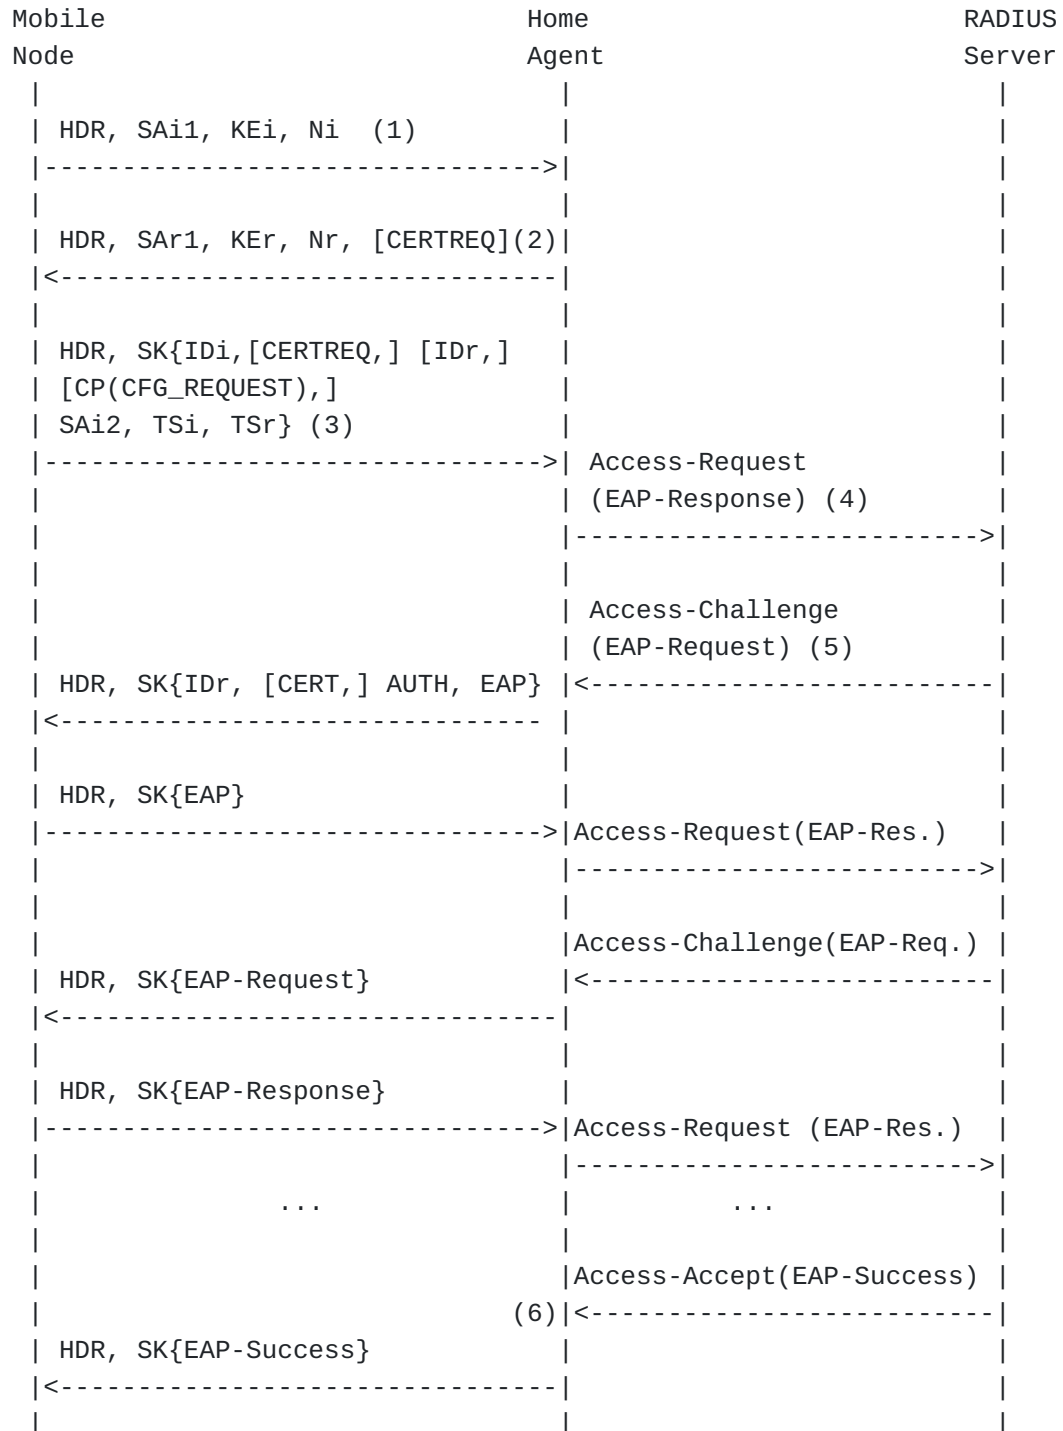 Mobile Home RADIUS
Node Agent Server
| | |
| HDR, SAi1, KEi, Ni (1) | |
|-------------------------------->| |
| | |
| HDR, SAr1, KEr, Nr, [CERTREQ](2)| |
|<--------------------------------| |
| | |
| HDR, SK{IDi,[CERTREQ,] [IDr,] | |
| [CP(CFG_REQUEST),] | |
| SAi2, TSi, TSr} (3) | |
|-------------------------------->| Access-Request |
| | (EAP-Response) (4) |
| |-------------------------->|
| | |
| | Access-Challenge |
| | (EAP-Request) (5) |
| HDR, SK{IDr, [CERT,] AUTH, EAP} |<--------------------------|
|<------------------------------- | |
| | |
| HDR, SK{EAP} | |
|-------------------------------->|Access-Request(EAP-Res.) |
| |-------------------------->|
| | |
| |Access-Challenge(EAP-Req.) |
| HDR, SK{EAP-Request} |<--------------------------|
|<--------------------------------| |
| | |
| HDR, SK{EAP-Response} | |
|-------------------------------->|Access-Request (EAP-Res.) |
| |-------------------------->|
| ... | ... |
| | |
| |Access-Accept(EAP-Success) |
| (6)|<--------------------------|
| HDR, SK{EAP-Success} | |
|<--------------------------------| |
| | |